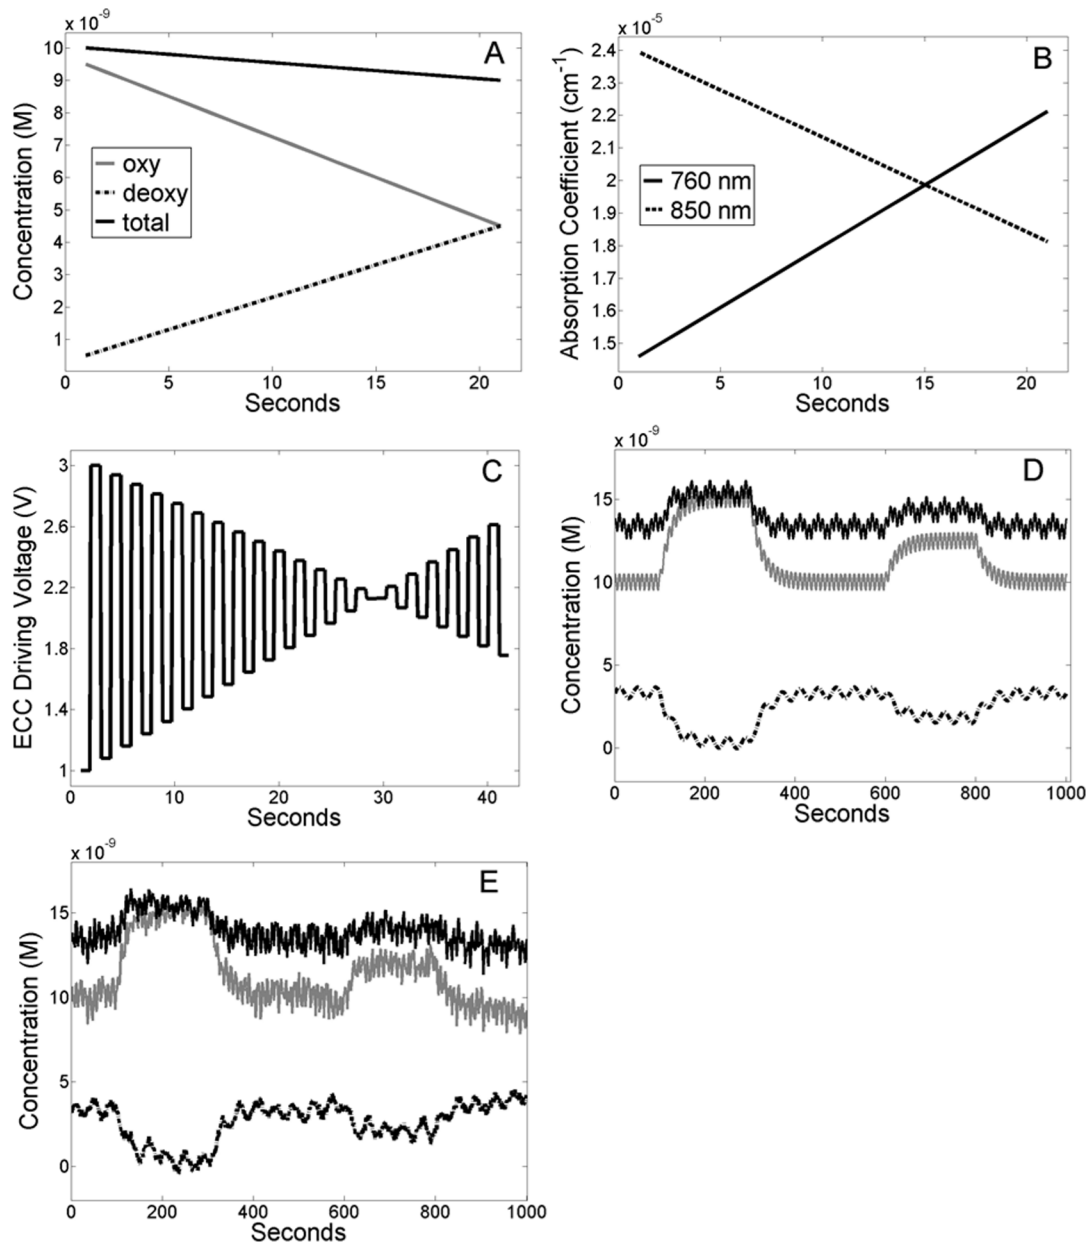 x 10-9
A
10
9
8
7
6
5
4
3
2
1
Concentration (M)
oxy
deoxy
total
0 5 10 15 20
Seconds
x 10-5
B
2.4
2.3
2.2
2.1
2
1.9
1.8
1.7
1.6
1.5
Absorption Coefficient (cm-1)
760 nm
850 nm
0 5 10 15 20
Seconds
C
3
2.6
2.2
1.8
1.4
1
ECC Driving Voltage (V)
0 10 20 30 40
Seconds
x 10-9
D
15
10
5
0
Concentration (M)
0 200 400 600 800 1000
Seconds
x 10-9
E
15
10
5
0
Concentration (M)
0 200 400 600 800 1000
Seconds